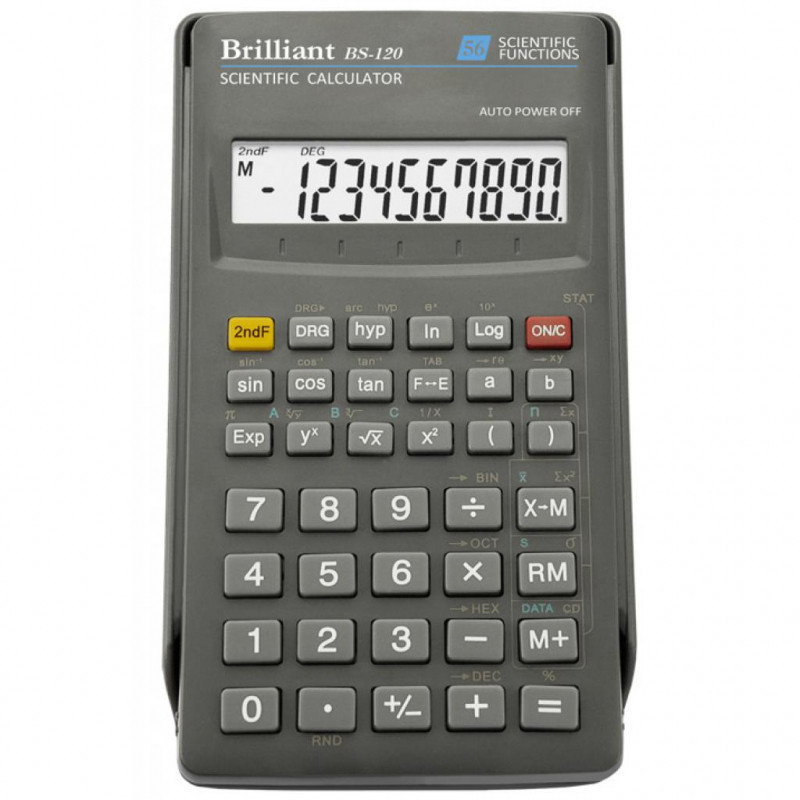 Brilliant BS-120
56 SCIENTIFIC FUNCTIONS
SCIENTIFIC CALCULATOR
AUTO POWER OFF
2ndF DEG
M
-1234567890.
STAT
DRG▸ arc hyp eˣ 10ˣ
2ndF DRG hyp ln Log ON/C
sin⁻¹ cos⁻¹ tan⁻¹ TAB →rθ →xy
sin cos tan F↔E a b
π A ˣ√y B ³√ C 1/X n Σx
Exp yˣ √x x² ( )
→BIN x̄ Σx²
7 8 9 ÷ X→M
→OCT S σ
4 5 6 × RM
→HEX DATA CD
1 2 3 − M+
→DEC %
0 · +/− + =
RND